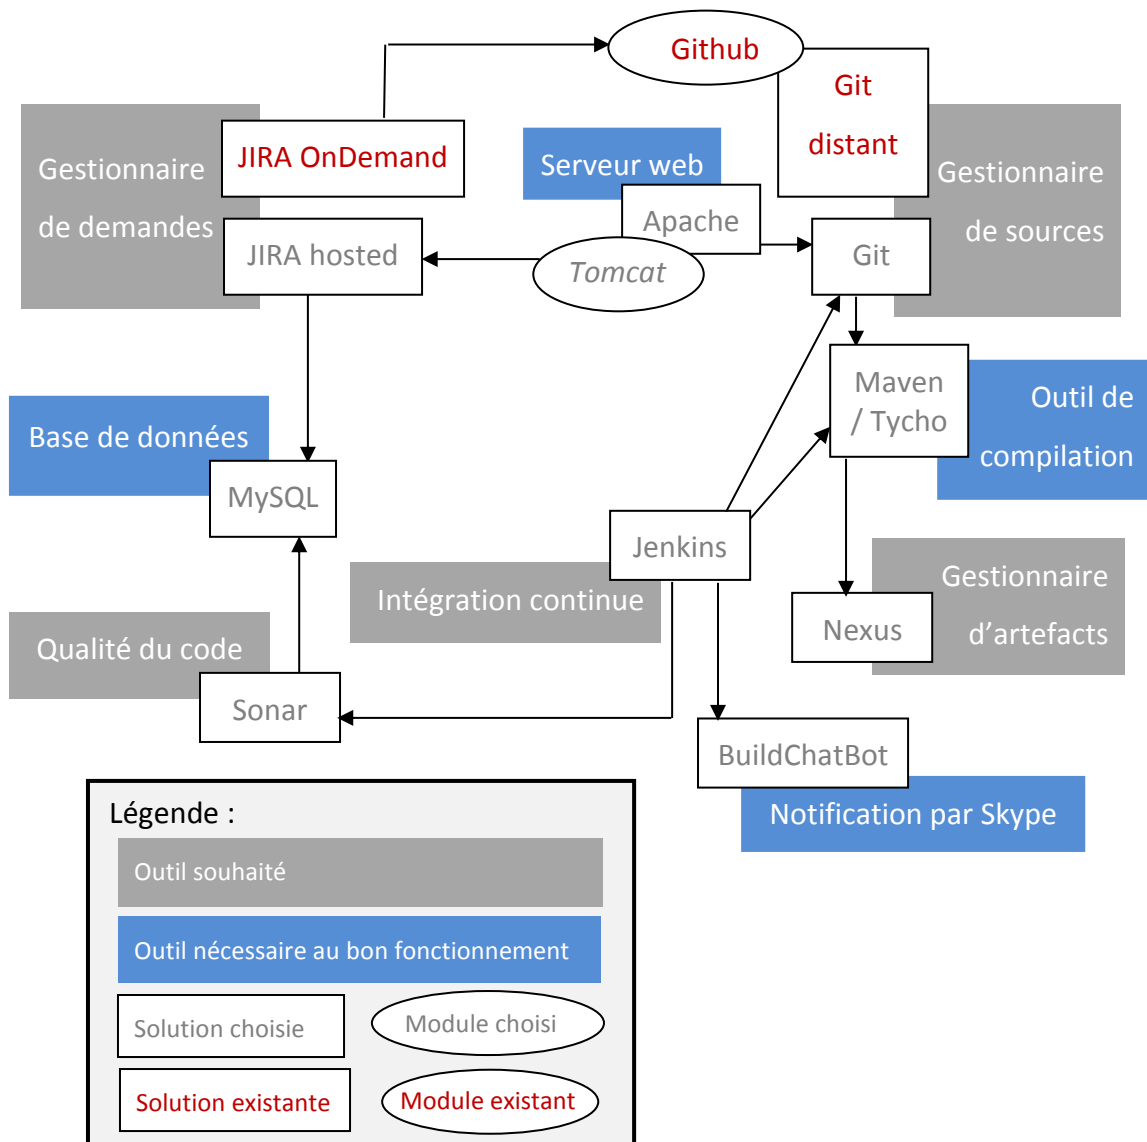 Github
Git
distant
JIRA OnDemand
Gestionnaire
de demandes
Serveur web
Gestionnaire
de sources
Apache
JIRA hosted
Tomcat
Git
Maven
/ Tycho
Outil de
compilation
Base de données
MySQL
Jenkins
Intégration continue
Gestionnaire
d’artefacts
Nexus
Qualité du code
Sonar
BuildChatBot
Notification par Skype
Légende :
Outil souhaité
Outil nécessaire au bon fonctionnement
Solution choisie
Module choisi
Solution existante
Module existant